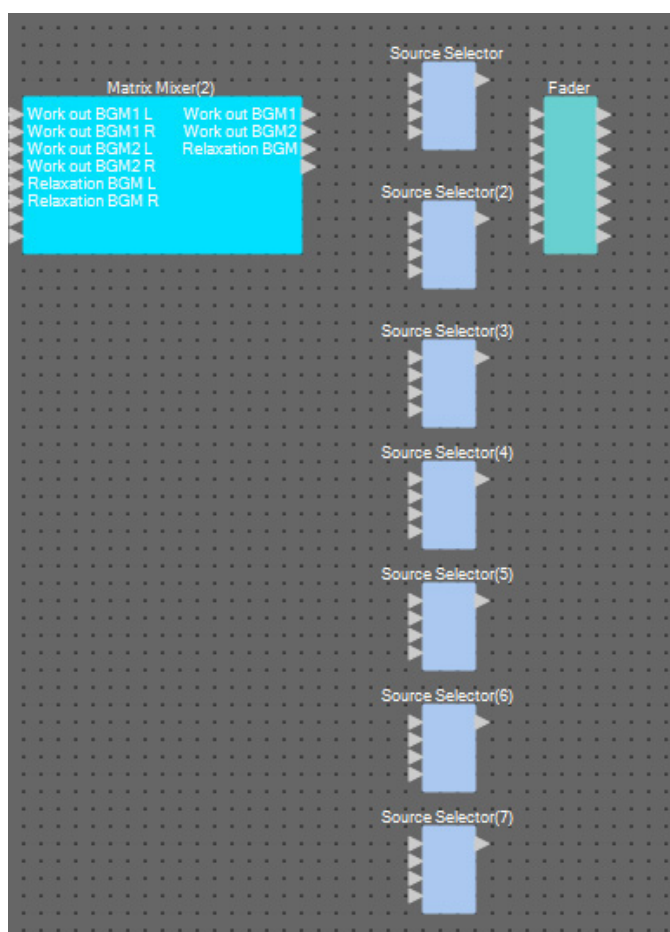 Source Selector
Matrix Mixer(2)
Fader
Work out BGM1 L Work out BGM1
Work out BGM1 R Work out BGM2
Work out BGM2 L Relaxation BGM
Work out BGM2 R
Relaxation BGM L
Relaxation BGM R
Source Selector(2)
Source Selector(3)
Source Selector(4)
Source Selector(5)
Source Selector(6)
Source Selector(7)